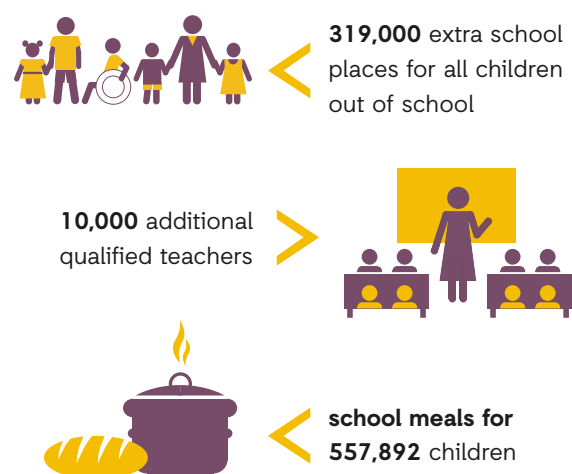 319,000 extra school
places for all children
out of school
10,000 additional
qualified teachers
school meals for
557,892 children